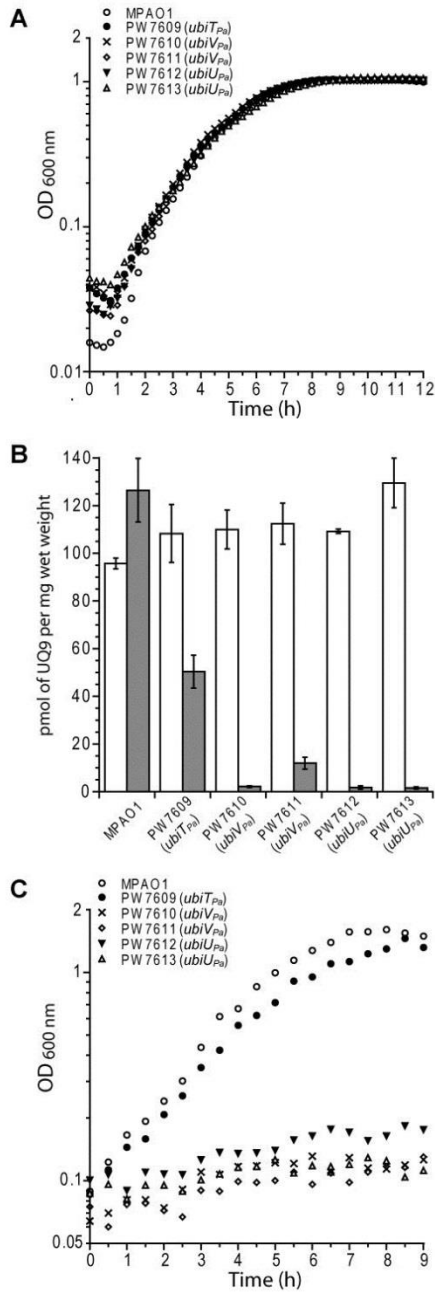 A
MPAO1
PW7609 (ubiTPa)
PW7610 (ubiVPa)
PW7611 (ubiVPa)
PW7612 (ubiUPa)
PW7613 (ubiUPa)
OD 600 nm
1
0.1
0.01
0 1 2 3 4 5 6 7 8 9 10 11 12
Time (h)
B
pmol of UQ9 per mg wet weight
140
120
100
80
60
40
20
0
MPAO1
PW7609 (ubiTPa)
PW7610 (ubiVPa)
PW7611 (ubiVPa)
PW7612 (ubiUPa)
PW7613 (ubiUPa)
C
MPAO1
PW7609 (ubiTPa)
PW7610 (ubiVPa)
PW7611 (ubiVPa)
PW7612 (ubiUPa)
PW7613 (ubiUPa)
OD 600 nm
2
1
0.1
0.05
0 1 2 3 4 5 6 7 8 9
Time (h)